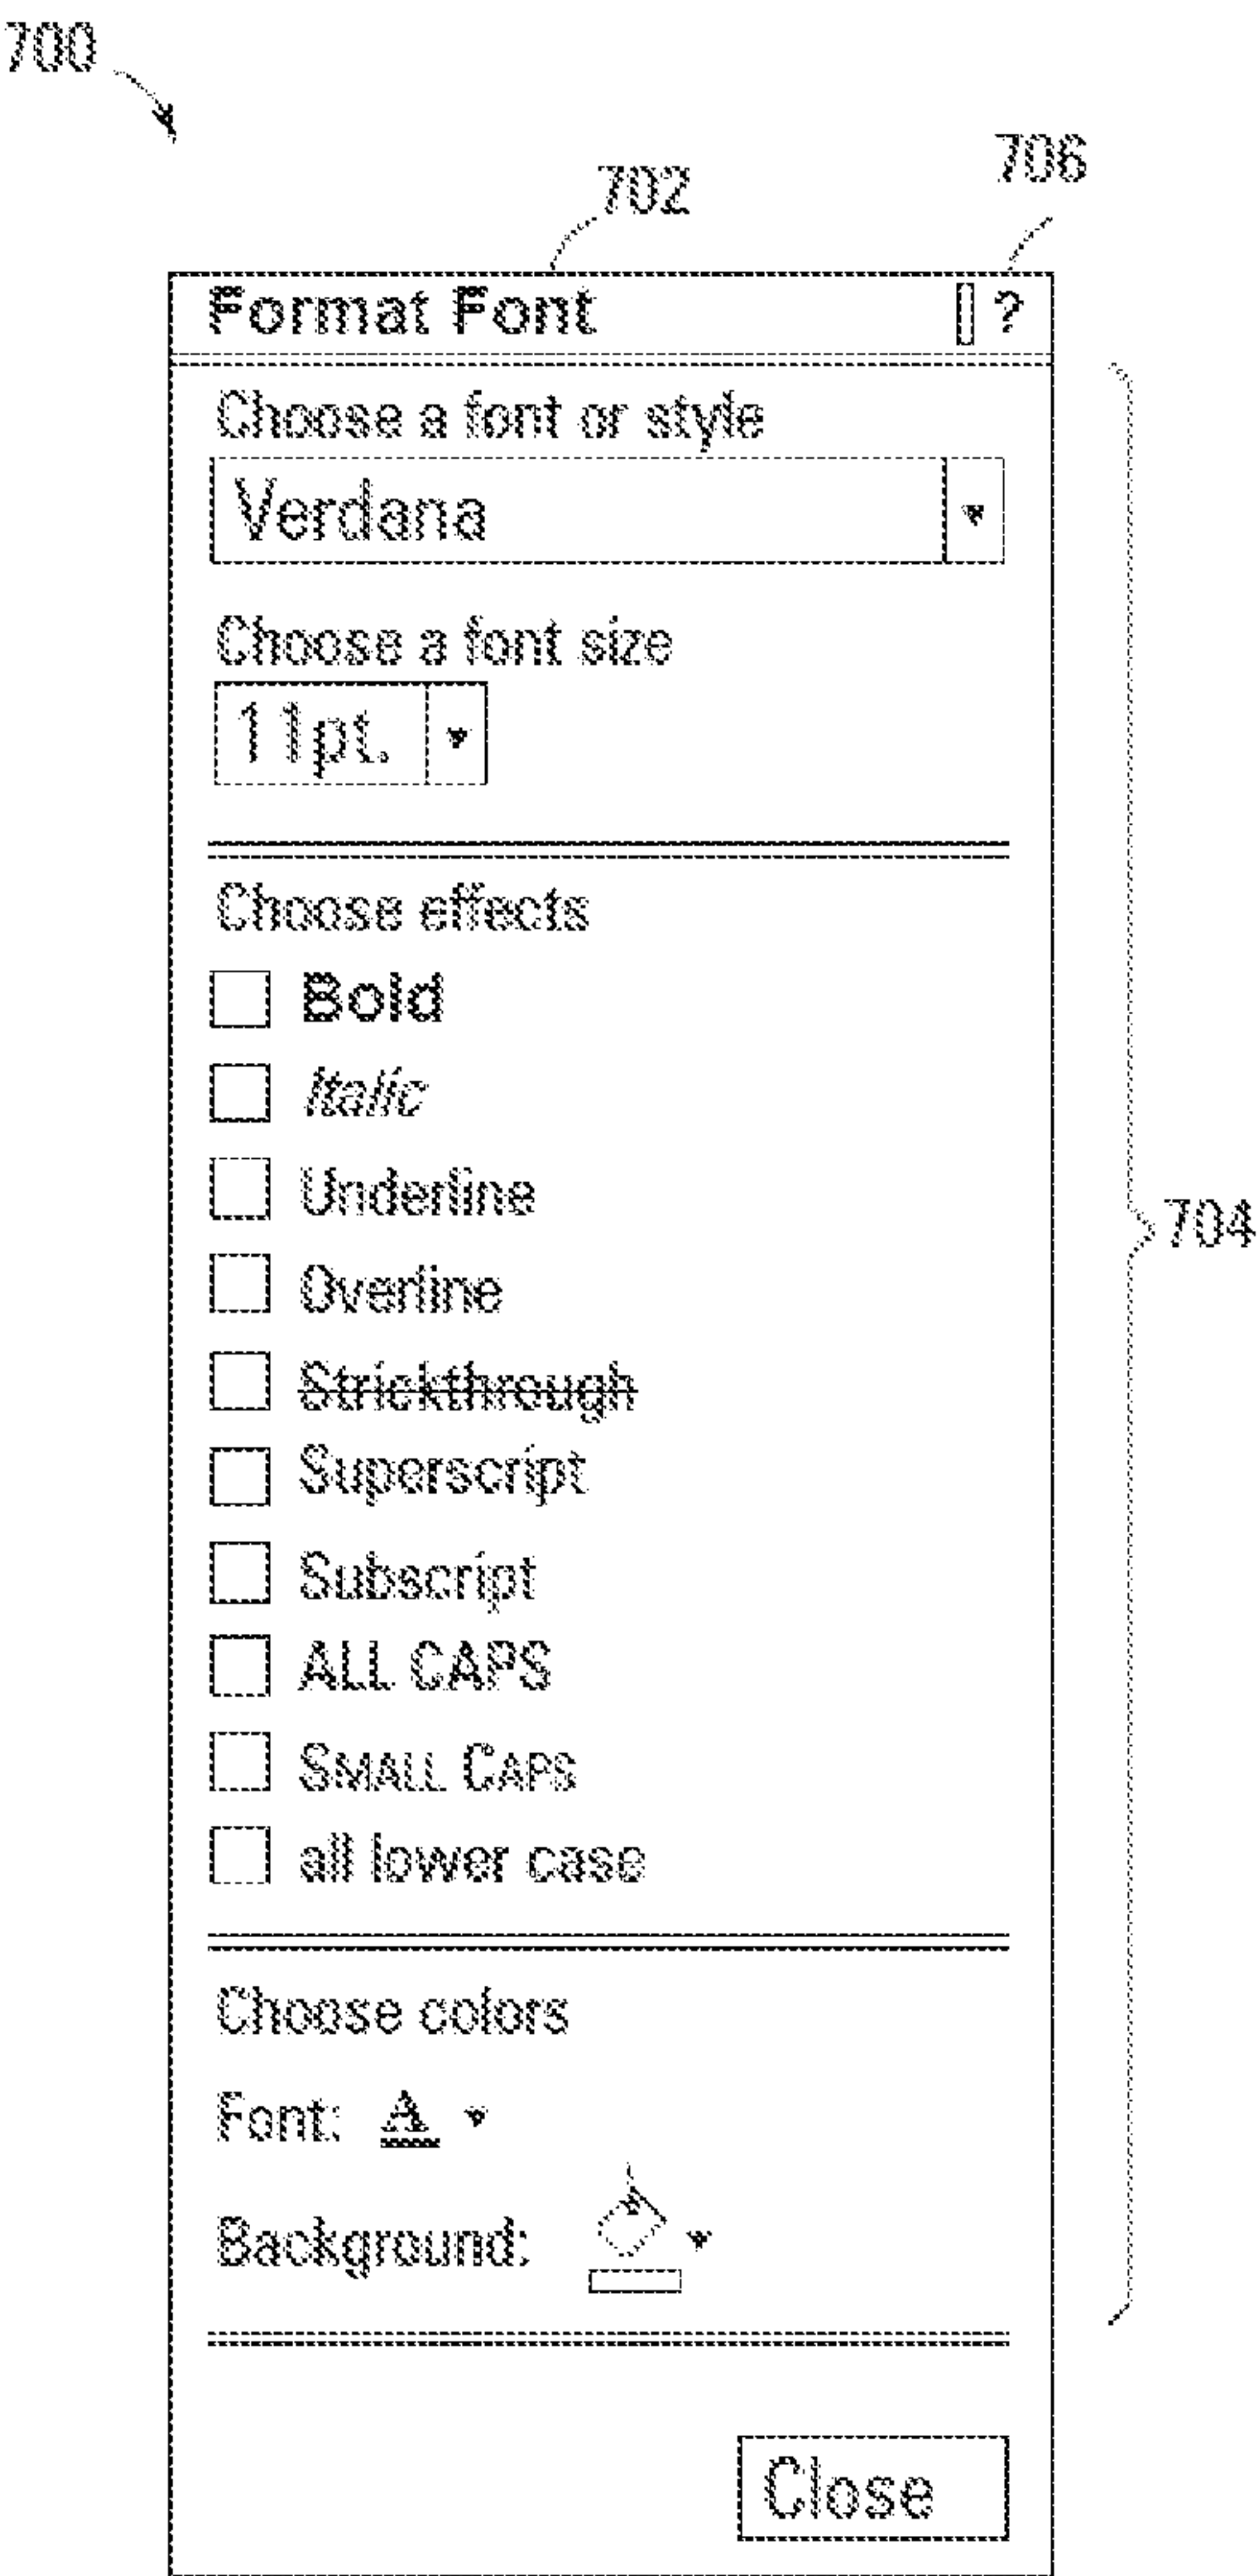 700
702
706
Format Font ?
Choose a font or style
Verdana
Choose a font size
11pt.
Choose effects
Bold
Italic
Underline
Overline
704
Strickthrough
Superscript
Subscript
ALL CAPS
SMALL CAPS
all lower case
Choose colors
Font: A
Background:
Close